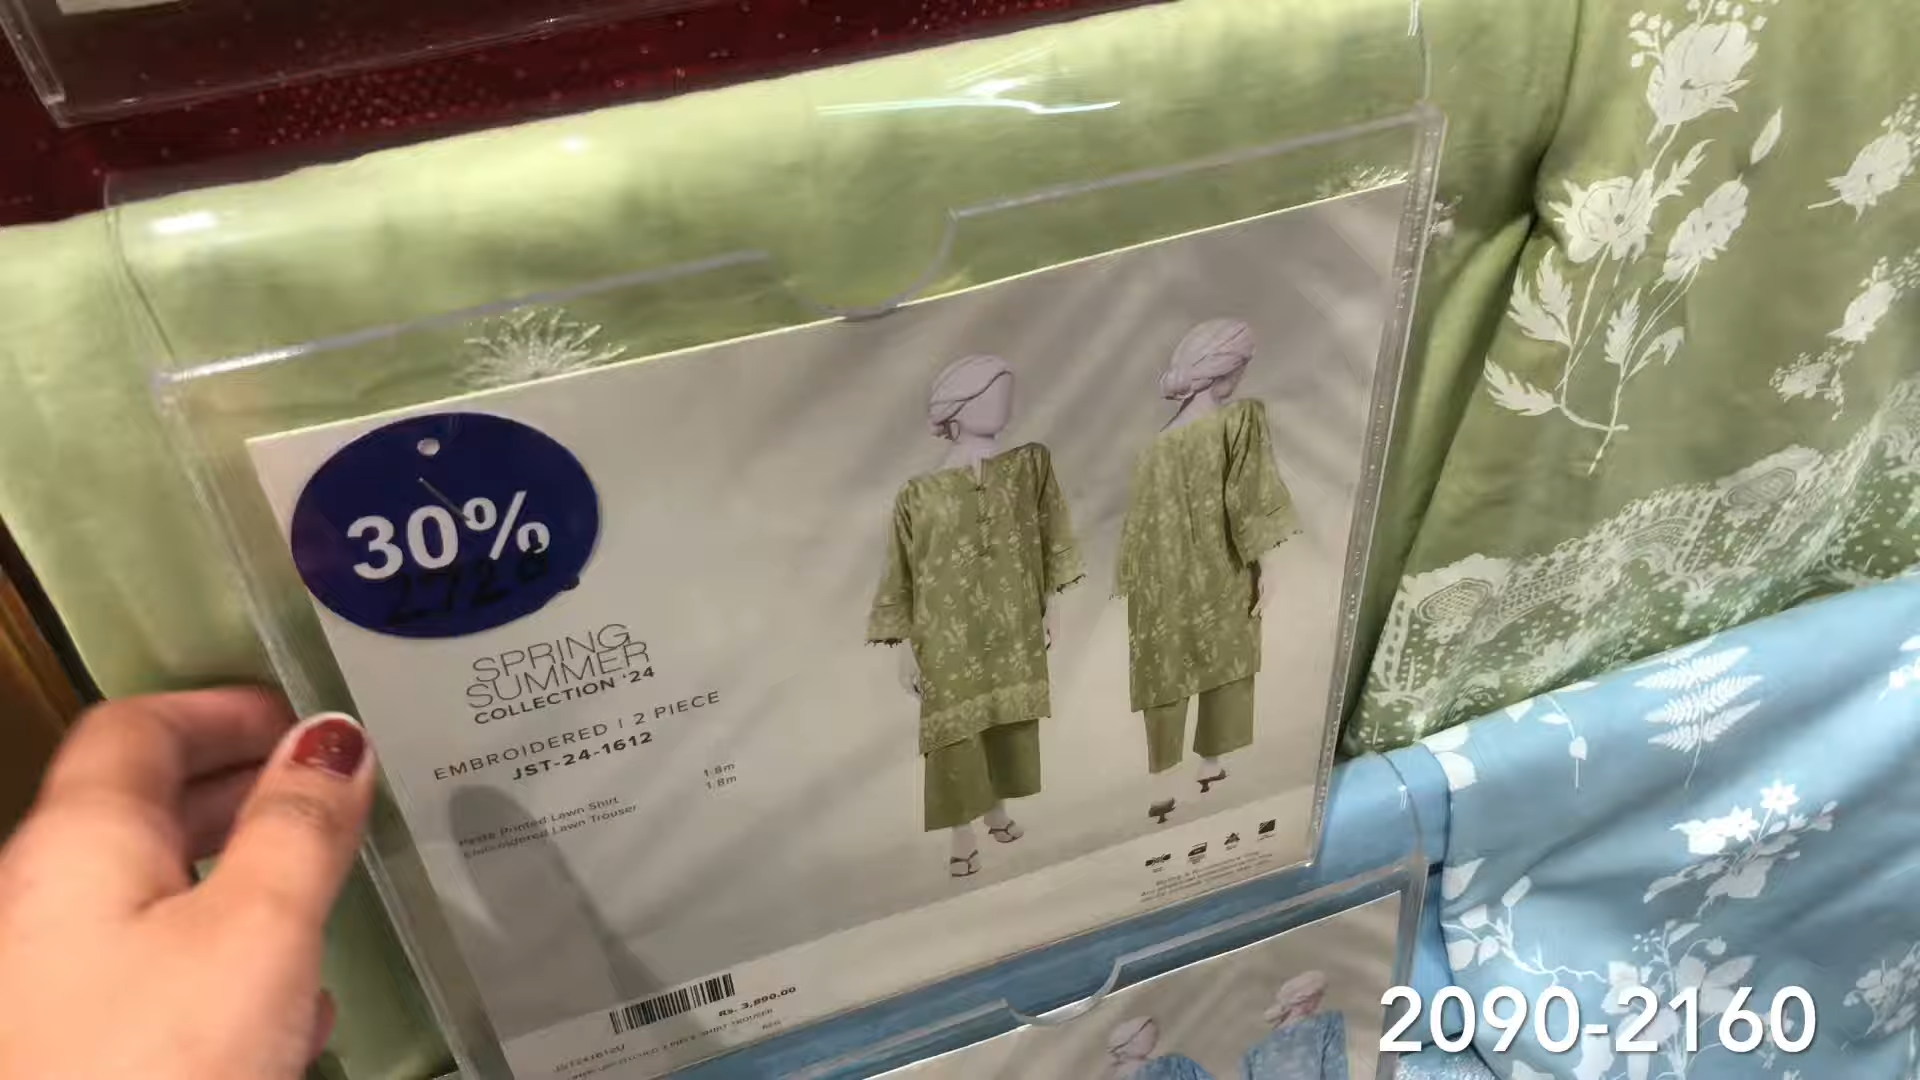 30%
SPRING
SUMMER
COLLECTION '24
EMBROIDERED | 2 PIECE
JST-24-1612
Paste Printed Lawn Shirt 1.8m
Embroidered Lawn Trouser 1.8m
Rs. 3,890.00
2090-2160